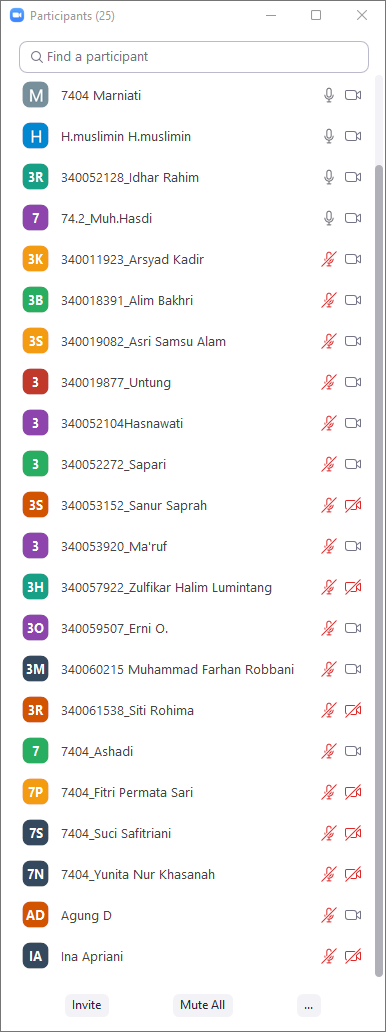 Participants (25)
Find a participant
M 7404 Marniati
H H.muslimin H.muslimin
3R 340052128_Idhar Rahim
7 74.2_Muh.Hasdi
3K 340011923_Arsyad Kadir
3B 340018391_Alim Bakhri
3S 340019082_Asri Samsu Alam
3 340019877_Untung
3 340052104Hasnawati
3 340052272_Sapari
3S 340053152_Sanur Saprah
3 340053920_Ma'ruf
3H 340057922_Zulfikar Halim Lumintang
3O 340059507_Erni O.
3M 340060215 Muhammad Farhan Robbani
3R 340061538_Siti Rohima
7 7404_Ashadi
7P 7404_Fitri Permata Sari
7S 7404_Suci Safitriani
7N 7404_Yunita Nur Khasanah
AD Agung D
IA Ina Apriani
Invite Mute All ...